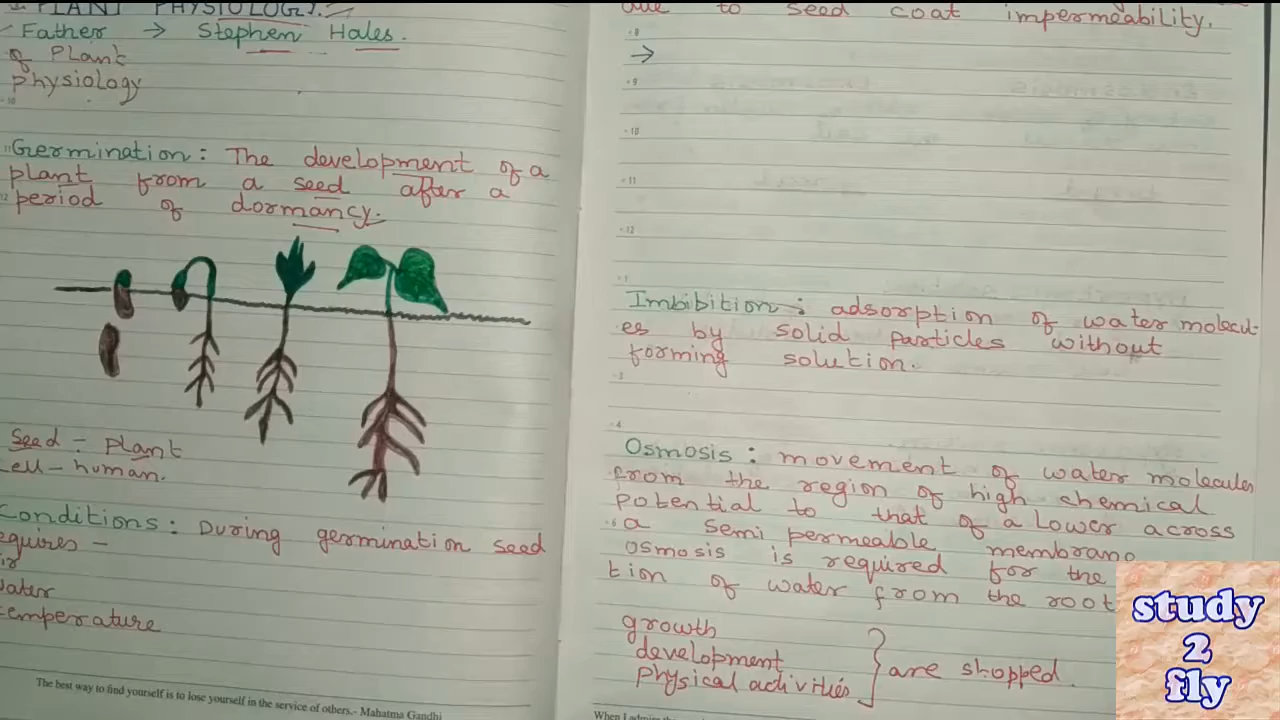 PLANT PHYSIOLOGY.
Father → Stephen Hales.
of Plant
Physiology
Germination: The development of a
plant from a seed after a
period of dormancy.
Seed - plant
Cell - human.
Conditions: During germination seed
equires -
ir
water
temperature
The best way to find yourself is to lose yourself in the service of others.- Mahatma Gandhi
due to seed coat impermeability.
→
Imbibition: adsorption of water molecul-
es by solid particles without
forming solution.
Osmosis: movement of water molecules
from the region of high chemical
potential to that of a lower across
a semi permeable membrane
osmosis is required for the
tion of water from the root
growth
development
physical activities } are shopped.
When I admire
study
2
fly